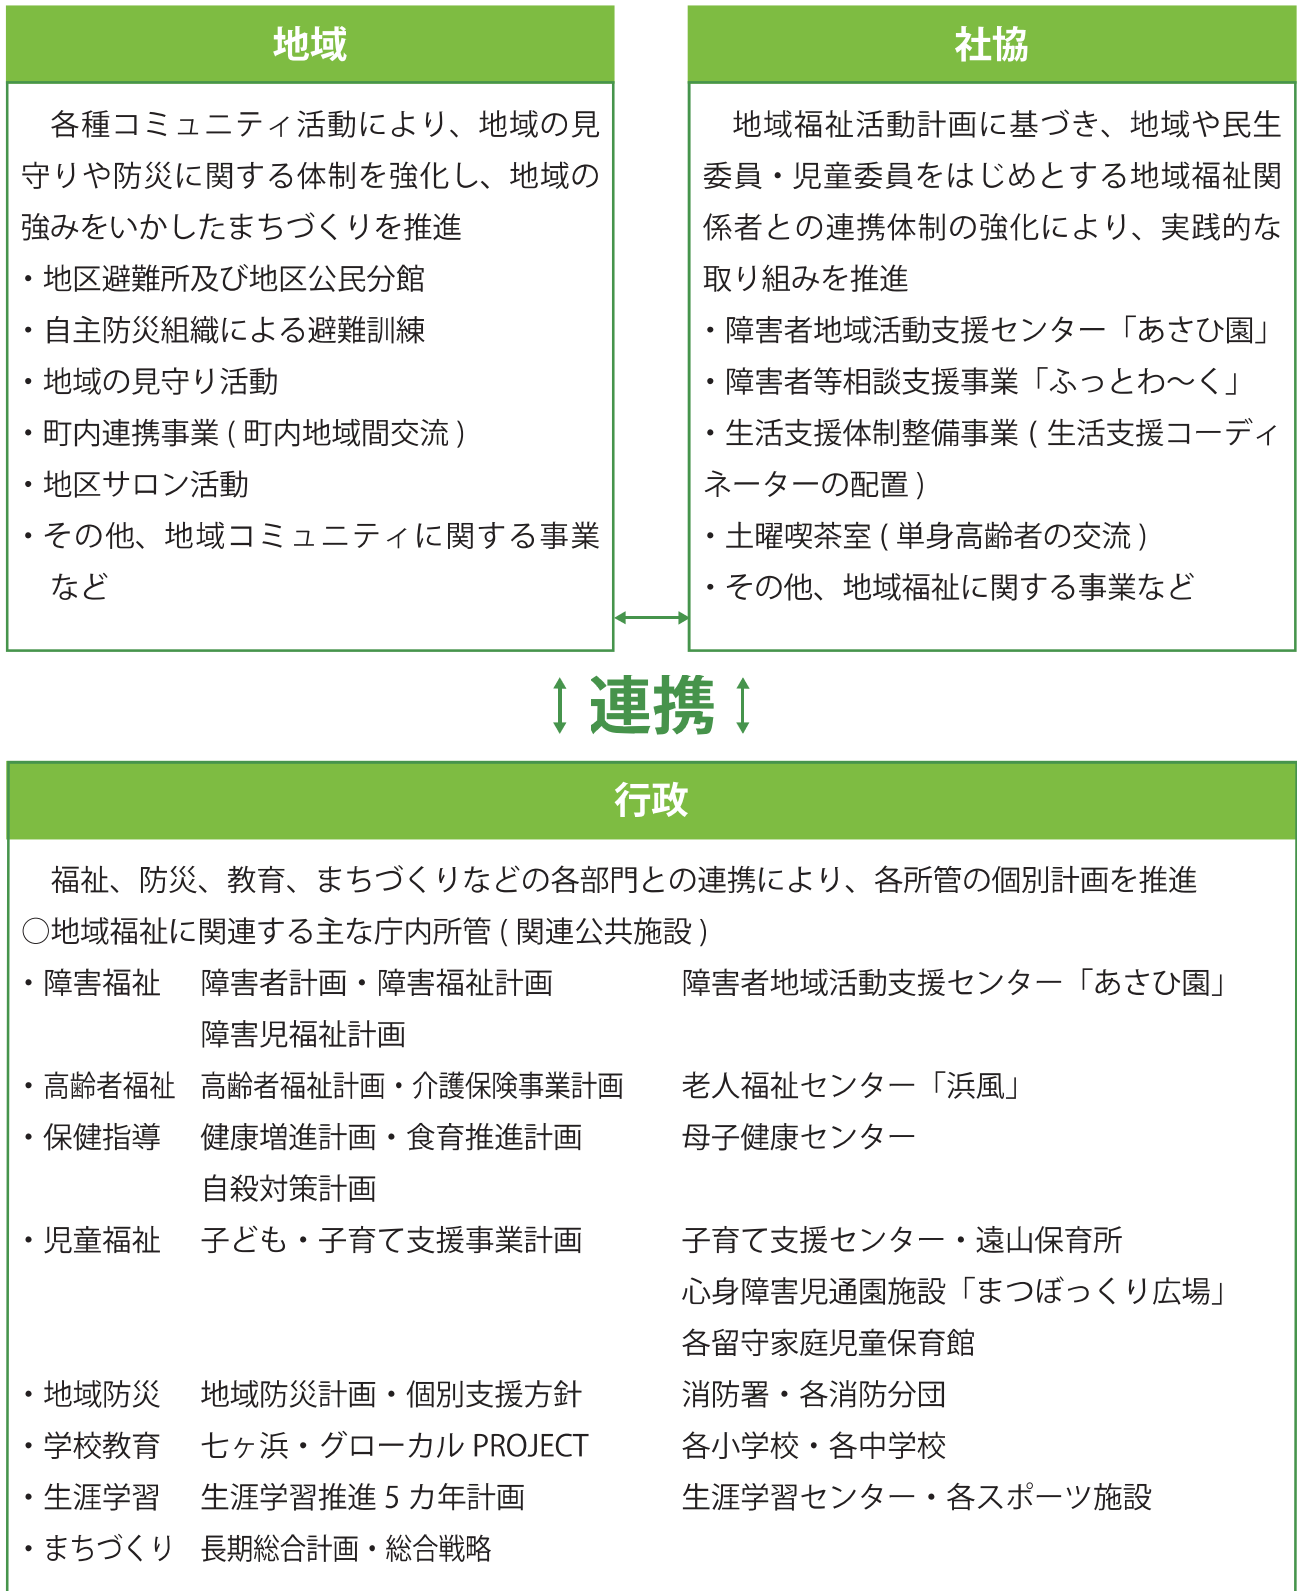 地域
各種コミュニティ活動により、地域の見
守りや防災に関する体制を強化し、地域の
強みをいかしたまちづくりを推進
・地区避難所及び地区公民分館
・自主防災組織による避難訓練
・地域の見守り活動
・町内連携事業 ( 町内地域間交流 )
・地区サロン活動
・その他、地域コミュニティに関する事業
など
社協
地域福祉活動計画に基づき、地域や民生
委員・児童委員をはじめとする地域福祉関
係者との連携体制の強化により、実践的な
取り組みを推進
・障害者地域活動支援センター「あさひ園」
・障害者等相談支援事業「ふっとわ～く」
・生活支援体制整備事業 ( 生活支援コーディ
ネーターの配置 )
・土曜喫茶室 ( 単身高齢者の交流 )
・その他、地域福祉に関する事業など
連携
行政
福祉、防災、教育、まちづくりなどの各部門との連携により、各所管の個別計画を推進
○地域福祉に関連する主な庁内所管 ( 関連公共施設 )
・障害福祉 障害者計画・障害福祉計画 障害者地域活動支援センター「あさひ園」
障害児福祉計画
・高齢者福祉 高齢者福祉計画・介護保険事業計画 老人福祉センター「浜風」
・保健指導 健康増進計画・食育推進計画 母子健康センター
自殺対策計画
・児童福祉 子ども・子育て支援事業計画 子育て支援センター・遠山保育所
心身障害児通園施設「まつぼっくり広場」
各留守家庭児童保育館
・地域防災 地域防災計画・個別支援方針 消防署・各消防分団
・学校教育 七ヶ浜・グローカル PROJECT 各小学校・各中学校
・生涯学習 生涯学習推進 5 カ年計画 生涯学習センター・各スポーツ施設
・まちづくり 長期総合計画・総合戦略